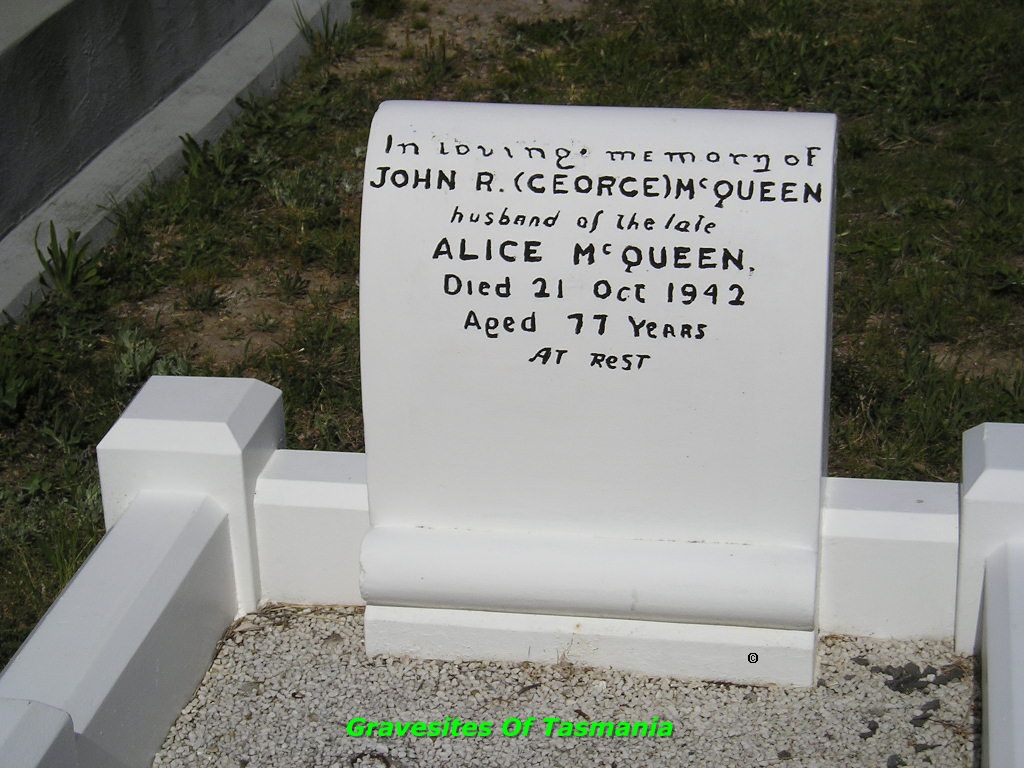 In loving memory of
JOHN R. (GEORGE) McQUEEN
husband of the late
ALICE McQUEEN.
Died 21 Oct 1942
Aged 77 Years
AT REST
©
Gravesites Of Tasmania